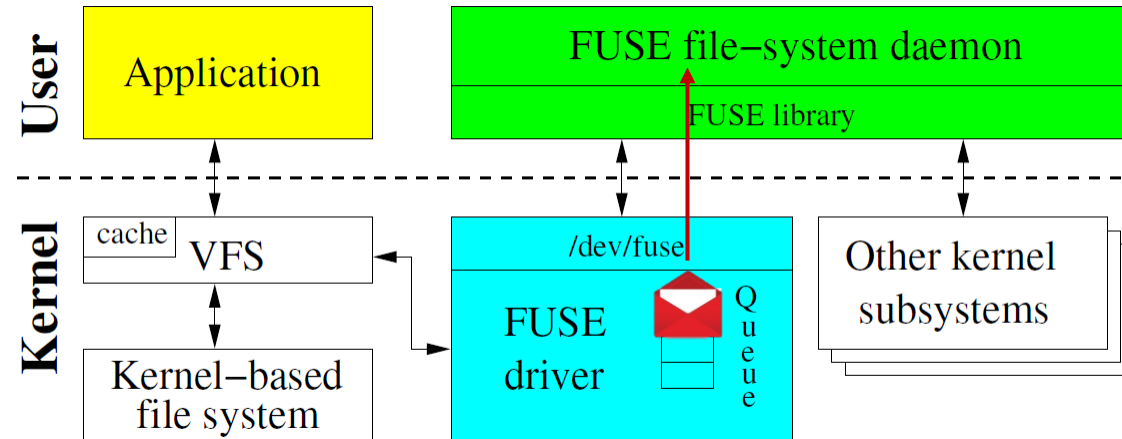 User
Application
FUSE file−system daemon
FUSE library
Kernel
cache
VFS
/dev/fuse
FUSE
driver
Queue
Other kernel
subsystems
Kernel−based
file system